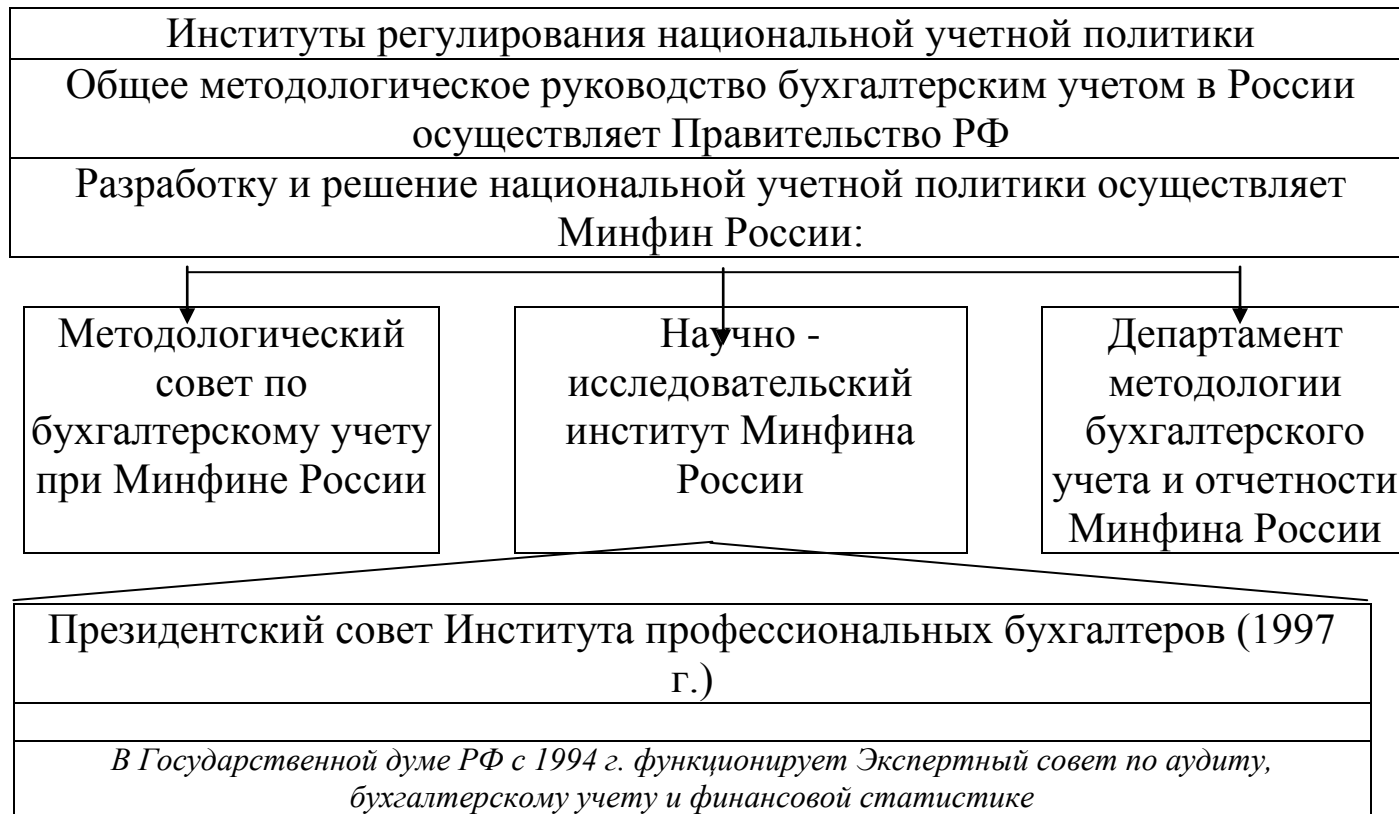 Институты регулирования национальной учетной политики
Общее методологическое руководство бухгалтерским учетом в России
осуществляет Правительство РФ
Разработку и решение национальной учетной политики осуществляет
Минфин России:
Методологический
совет по
бухгалтерскому учету
при Минфине России
Научно -
исследовательский
институт Минфина
России
Департамент
методологии
бухгалтерского
учета и отчетности
Минфина России
Президентский совет Института профессиональных бухгалтеров (1997
г.)
В Государственной думе РФ с 1994 г. функционирует Экспертный совет по аудиту,
бухгалтерскому учету и финансовой статистике